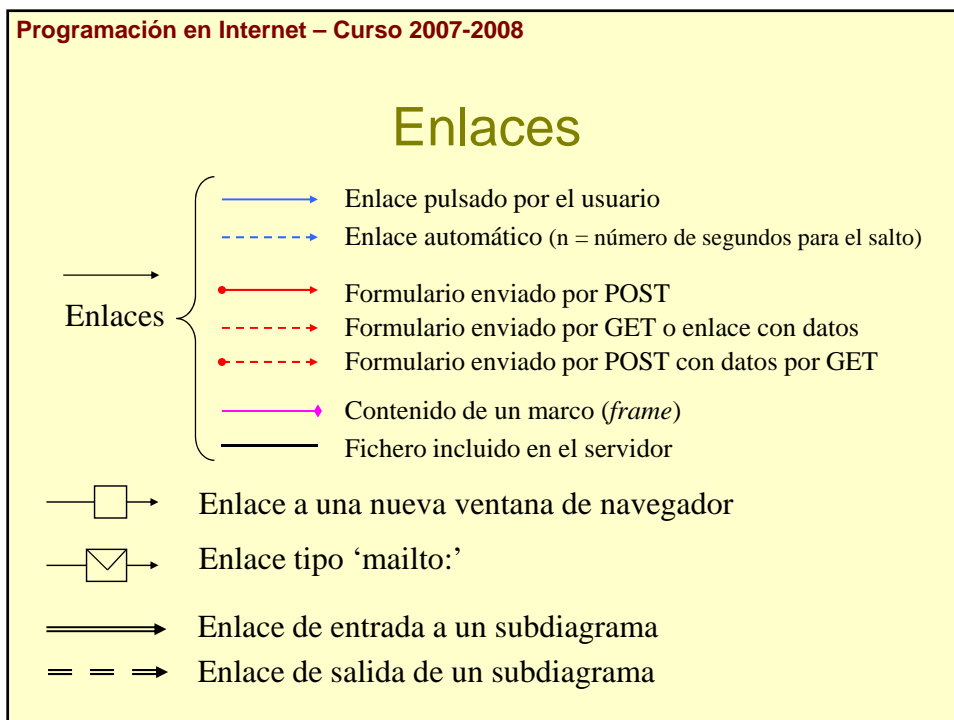 Programación en Internet – Curso 2007-2008
Enlaces
Enlaces
Enlace pulsado por el usuario
Enlace automático (n = número de segundos para el salto)
Formulario enviado por POST
Formulario enviado por GET o enlace con datos
Formulario enviado por POST con datos por GET
Contenido de un marco (frame)
Fichero incluido en el servidor
Enlace a una nueva ventana de navegador
Enlace tipo ‘mailto:’
Enlace de entrada a un subdiagrama
Enlace de salida de un subdiagrama